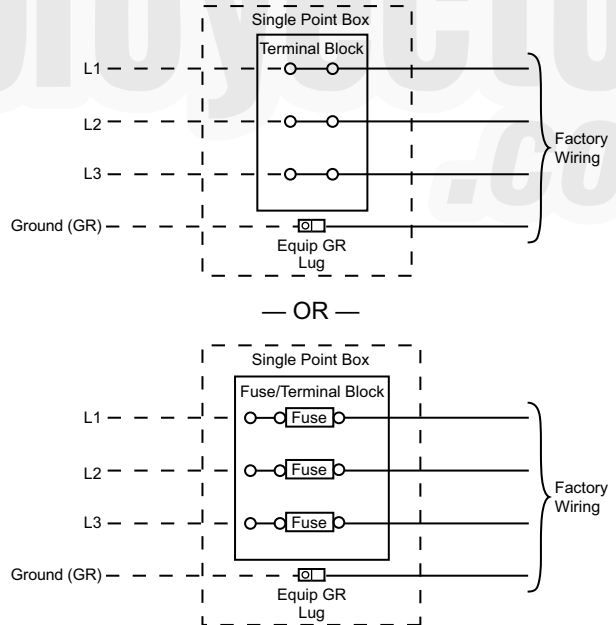 Single Point Box
Terminal Block
L1
L2
L3
Ground (GR)
Equip GR
Lug
Factory
Wiring
— OR —
Single Point Box
Fuse/Terminal Block
L1
Fuse
L2
Fuse
L3
Fuse
Ground (GR)
Equip GR
Lug
Factory
Wiring